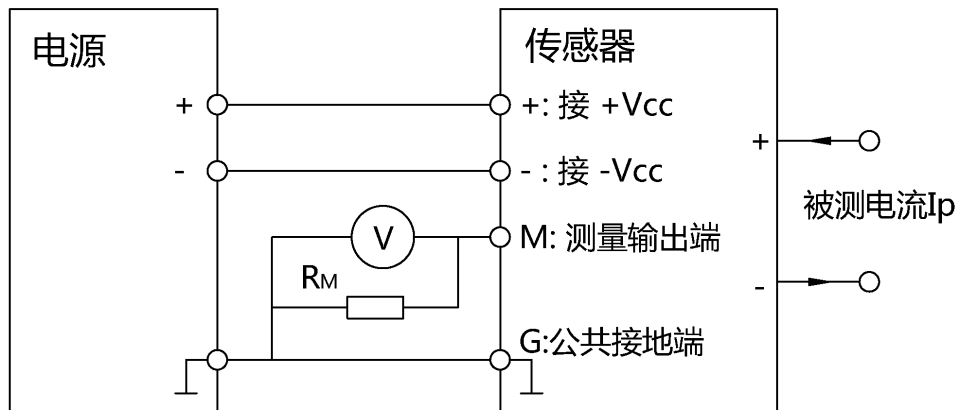 电源
传感器
+
+: 接 +Vcc
+
-
- : 接 -Vcc
被测电流Ip
V
M: 测量输出端
RM
-
G:公共接地端